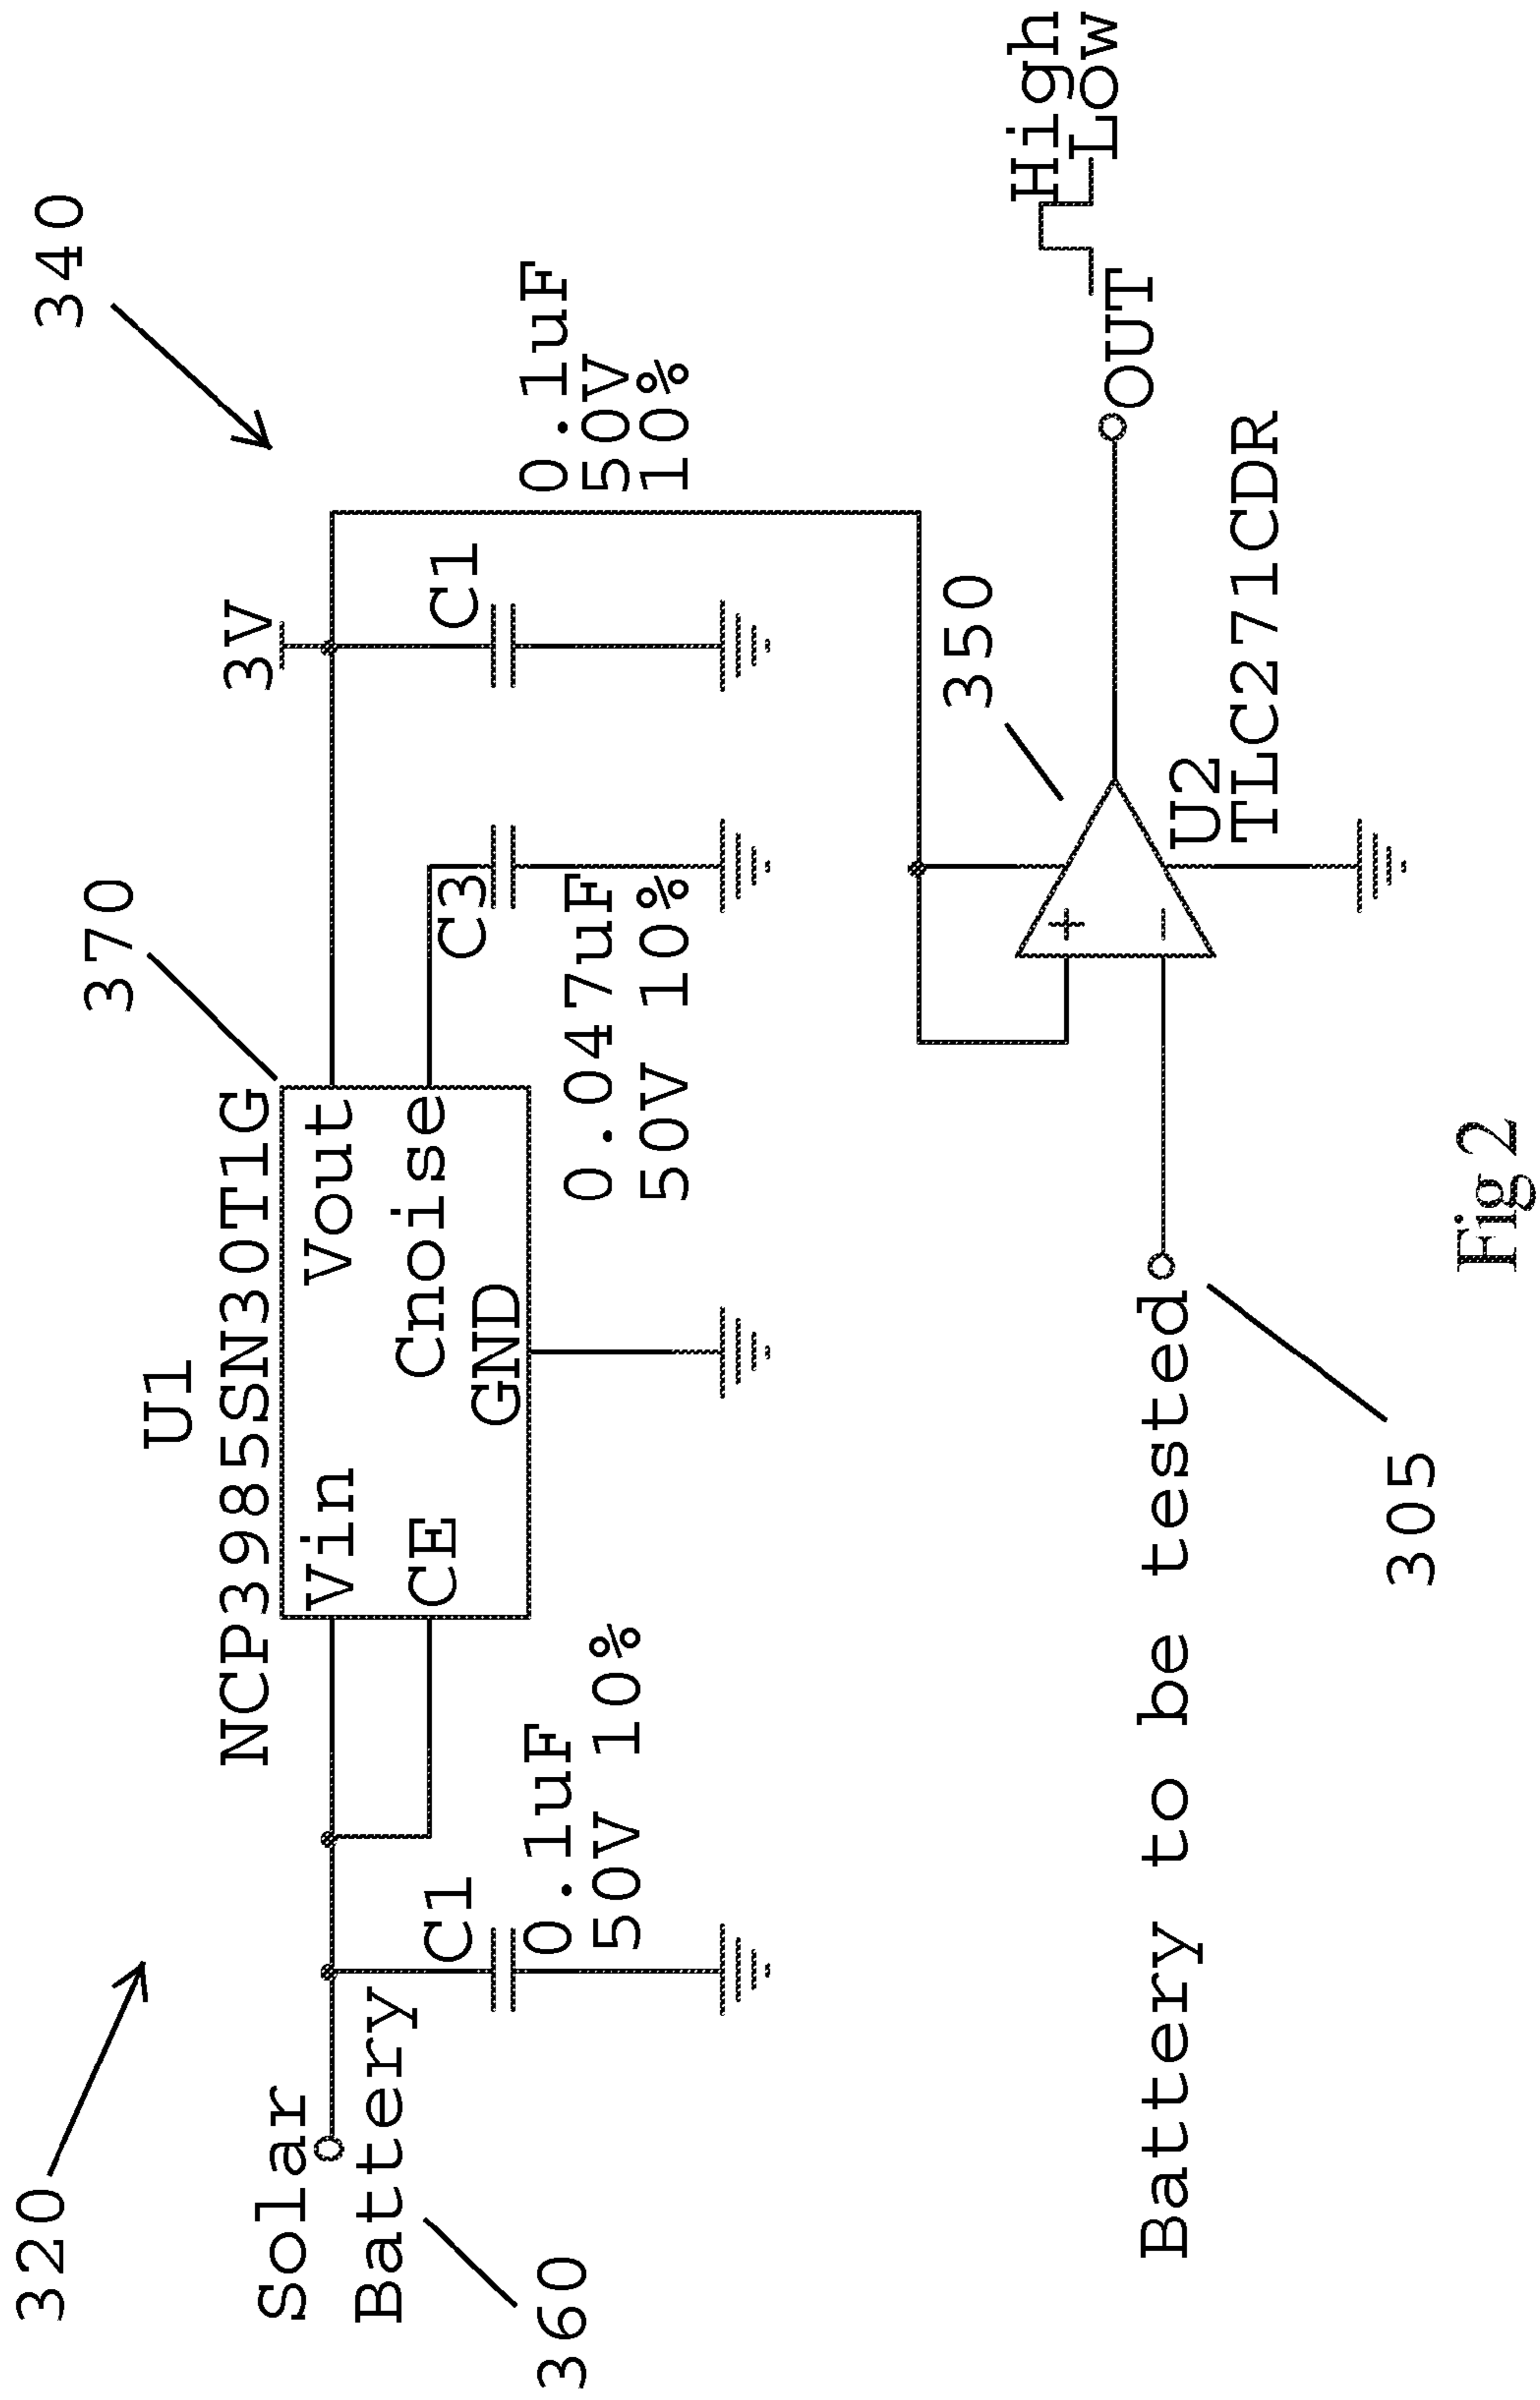 320
340
370
U1
NCP3985SN30T1G
3V
Solar
Battery
360
Vin
CE
Vout
Cnoise
GND
C1
0.1uF
50V 10%
C3
0.047uF
50V 10%
C1
0.1uF
50V
10%
350
High
Low
OUT
+
−
U2
TLC271CDR
Battery to be tested
305
Fig 2